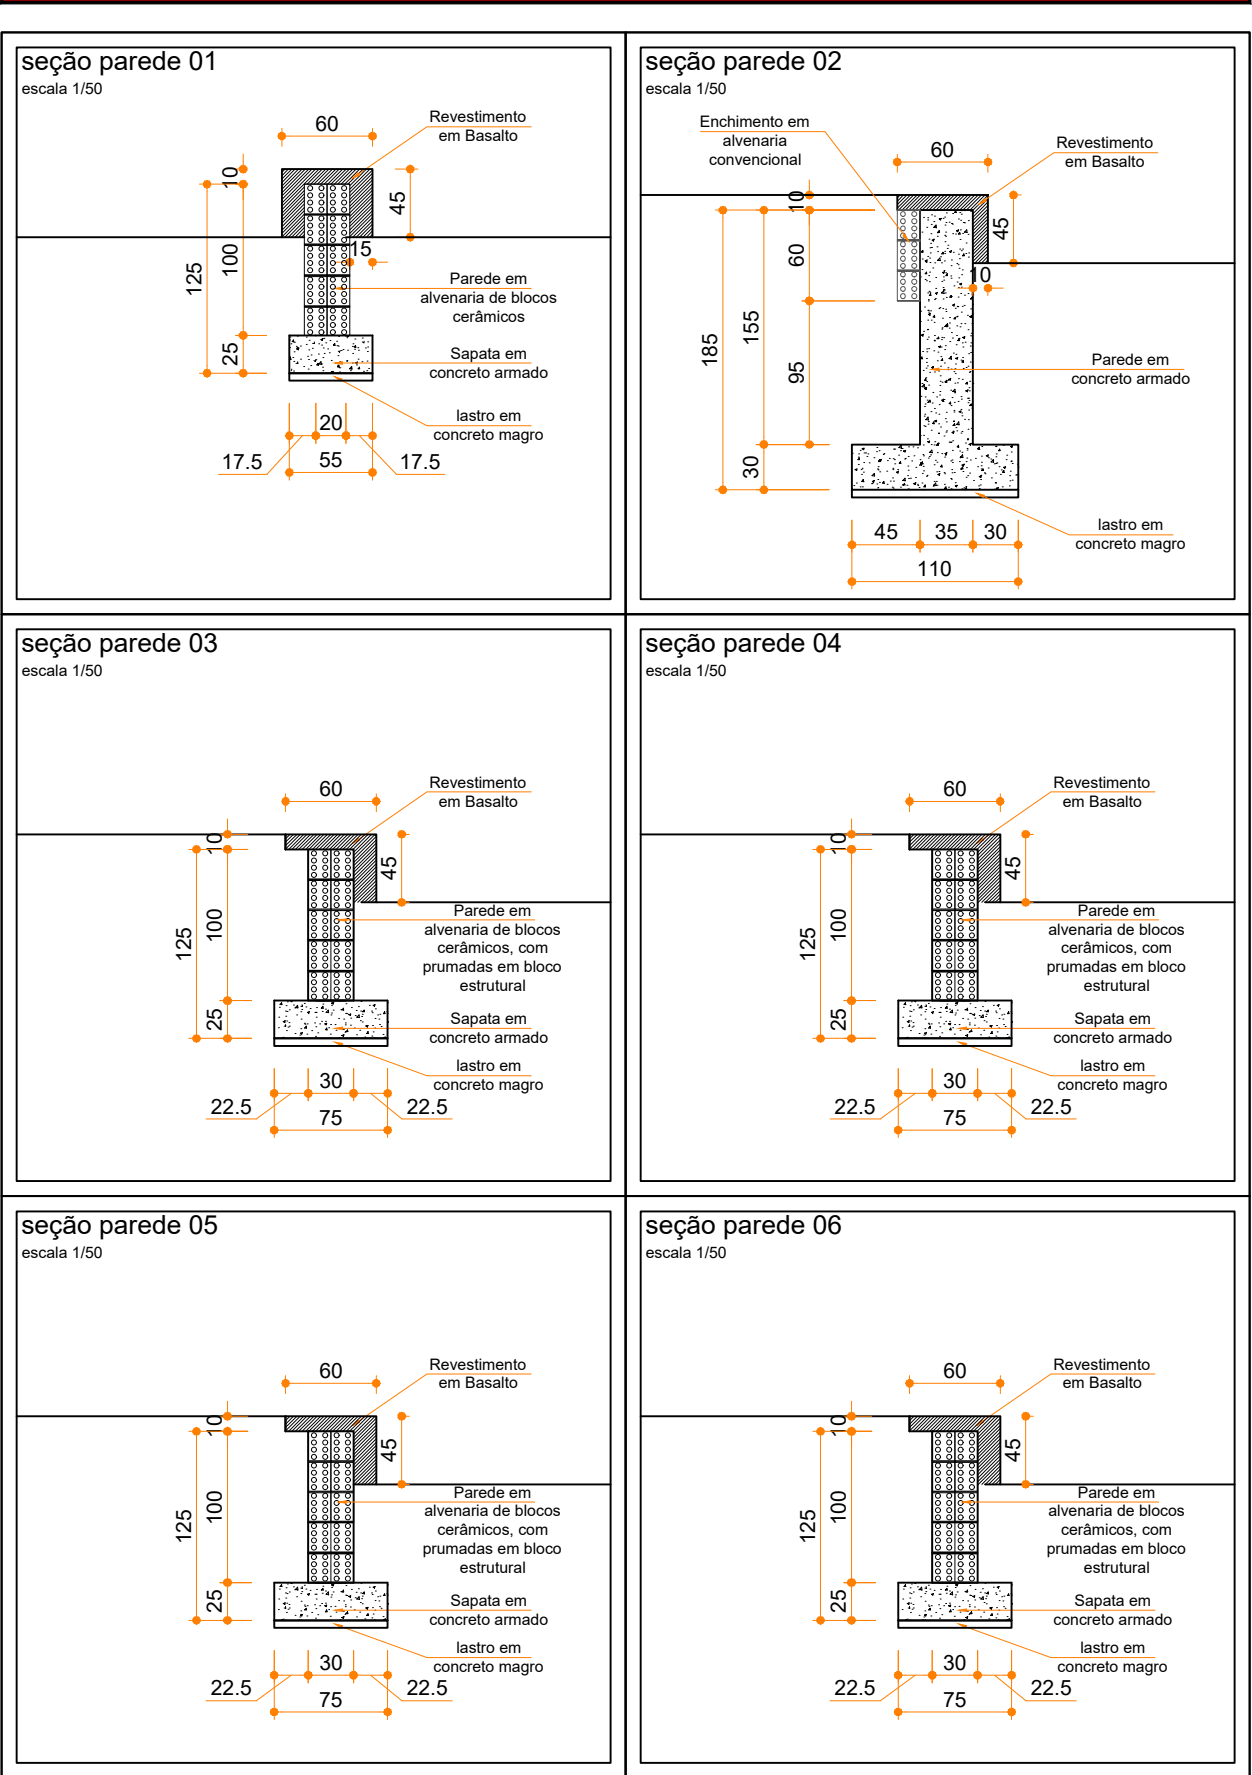 seção parede 01
escala 1/50
60
Revestimento
em Basalto
10
45
125
100
15
Parede em
alvenaria de blocos
cerâmicos
25
Sapata em
concreto armado
20
lastro em
concreto magro
17.5
55
17.5
seção parede 02
escala 1/50
Enchimento em
alvenaria
convencional
60
Revestimento
em Basalto
10
45
60
10
155
185
95
Parede em
concreto armado
30
lastro em
concreto magro
45
35
30
110
seção parede 03
escala 1/50
60
Revestimento
em Basalto
10
45
125
100
Parede em
alvenaria de blocos
cerâmicos, com
prumadas em bloco
estrutural
25
Sapata em
concreto armado
lastro em
concreto magro
30
22.5
75
22.5
seção parede 04
escala 1/50
60
Revestimento
em Basalto
10
45
125
100
Parede em
alvenaria de blocos
cerâmicos, com
prumadas em bloco
estrutural
25
Sapata em
concreto armado
lastro em
concreto magro
30
22.5
75
22.5
seção parede 05
escala 1/50
60
Revestimento
em Basalto
10
45
125
100
Parede em
alvenaria de blocos
cerâmicos, com
prumadas em bloco
estrutural
25
Sapata em
concreto armado
lastro em
concreto magro
30
22.5
75
22.5
seção parede 06
escala 1/50
60
Revestimento
em Basalto
10
45
125
100
Parede em
alvenaria de blocos
cerâmicos, com
prumadas em bloco
estrutural
25
Sapata em
concreto armado
lastro em
concreto magro
30
22.5
75
22.5